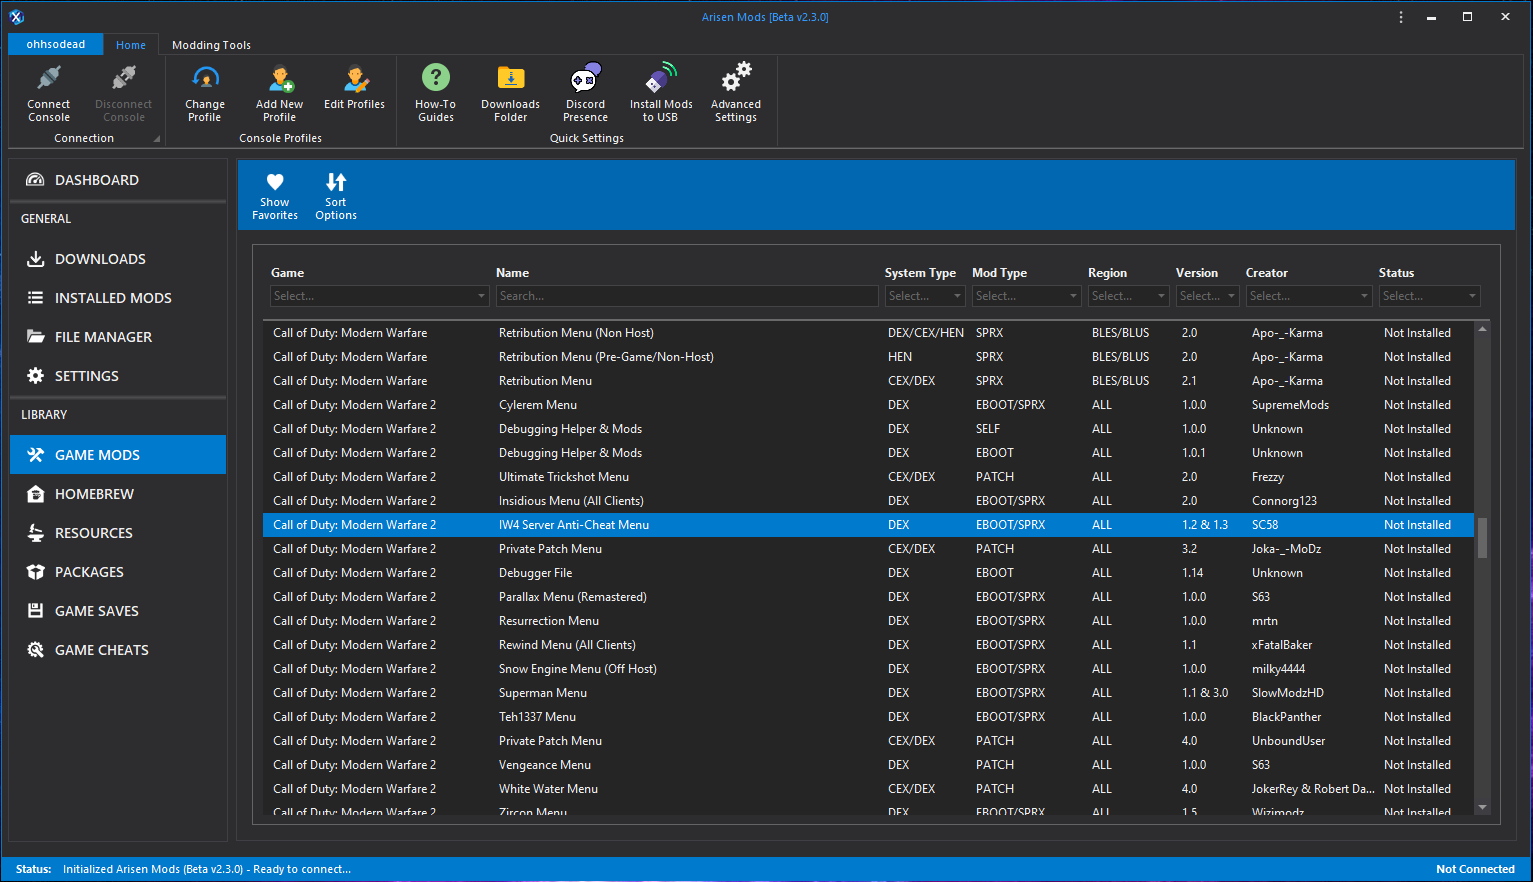 Arisen Mods [Beta v2.3.0]
ohhsodead Home Modding Tools
Connect Console
Disconnect Console
Change Profile
Add New Profile
Edit Profiles
How-To Guides
Downloads Folder
Discord Presence
Install Mods to USB
Advanced Settings
Connection Console Profiles Quick Settings
DASHBOARD
GENERAL
DOWNLOADS
INSTALLED MODS
FILE MANAGER
SETTINGS
LIBRARY
GAME MODS
HOMEBREW
RESOURCES
PACKAGES
GAME SAVES
GAME CHEATS
Show Favorites
Sort Options
Game Name System Type Mod Type Region Version Creator Status
Select... Search... Select... Select... Select... Select... Select... Select...
Call of Duty: Modern Warfare Retribution Menu (Non Host) DEX/CEX/HEN SPRX BLES/BLUS 2.0 Apo-_-Karma Not Installed
Call of Duty: Modern Warfare Retribution Menu (Pre-Game/Non-Host) HEN SPRX BLES/BLUS 2.0 Apo-_-Karma Not Installed
Call of Duty: Modern Warfare Retribution Menu CEX/DEX SPRX BLES/BLUS 2.1 Apo-_-Karma Not Installed
Call of Duty: Modern Warfare 2 Cylerem Menu DEX EBOOT/SPRX ALL 1.0.0 SupremeMods Not Installed
Call of Duty: Modern Warfare 2 Debugging Helper & Mods DEX SELF ALL 1.0.0 Unknown Not Installed
Call of Duty: Modern Warfare 2 Debugging Helper & Mods DEX EBOOT ALL 1.0.1 Unknown Not Installed
Call of Duty: Modern Warfare 2 Ultimate Trickshot Menu CEX/DEX PATCH ALL 2.0 Frezzy Not Installed
Call of Duty: Modern Warfare 2 Insidious Menu (All Clients) DEX EBOOT/SPRX ALL 2.0 Connorg123 Not Installed
Call of Duty: Modern Warfare 2 IW4 Server Anti-Cheat Menu DEX EBOOT/SPRX ALL 1.2 & 1.3 SC58 Not Installed
Call of Duty: Modern Warfare 2 Private Patch Menu CEX/DEX PATCH ALL 3.2 Joka-_-MoDz Not Installed
Call of Duty: Modern Warfare 2 Debugger File DEX EBOOT ALL 1.14 Unknown Not Installed
Call of Duty: Modern Warfare 2 Parallax Menu (Remastered) DEX EBOOT/SPRX ALL 1.0.0 S63 Not Installed
Call of Duty: Modern Warfare 2 Resurrection Menu DEX EBOOT/SPRX ALL 1.0.0 mrtn Not Installed
Call of Duty: Modern Warfare 2 Rewind Menu (All Clients) DEX EBOOT/SPRX ALL 1.1 xFatalBaker Not Installed
Call of Duty: Modern Warfare 2 Snow Engine Menu (Off Host) DEX EBOOT/SPRX ALL 1.0.0 milky4444 Not Installed
Call of Duty: Modern Warfare 2 Superman Menu DEX EBOOT/SPRX ALL 1.1 & 3.0 SlowModzHD Not Installed
Call of Duty: Modern Warfare 2 Teh1337 Menu DEX EBOOT/SPRX ALL 1.0.0 BlackPanther Not Installed
Call of Duty: Modern Warfare 2 Private Patch Menu CEX/DEX PATCH ALL 4.0 UnboundUser Not Installed
Call of Duty: Modern Warfare 2 Vengeance Menu DEX PATCH ALL 1.0.0 S63 Not Installed
Call of Duty: Modern Warfare 2 White Water Menu CEX/DEX PATCH ALL 4.0 JokerRey & Robert Da... Not Installed
Call of Duty: Modern Warfare 2 Zircon Menu DEX EBOOT/SPRX ALL 1.5 Wizimodz Not Installed
Status: Initialized Arisen Mods (Beta v2.3.0) - Ready to connect... Not Connected